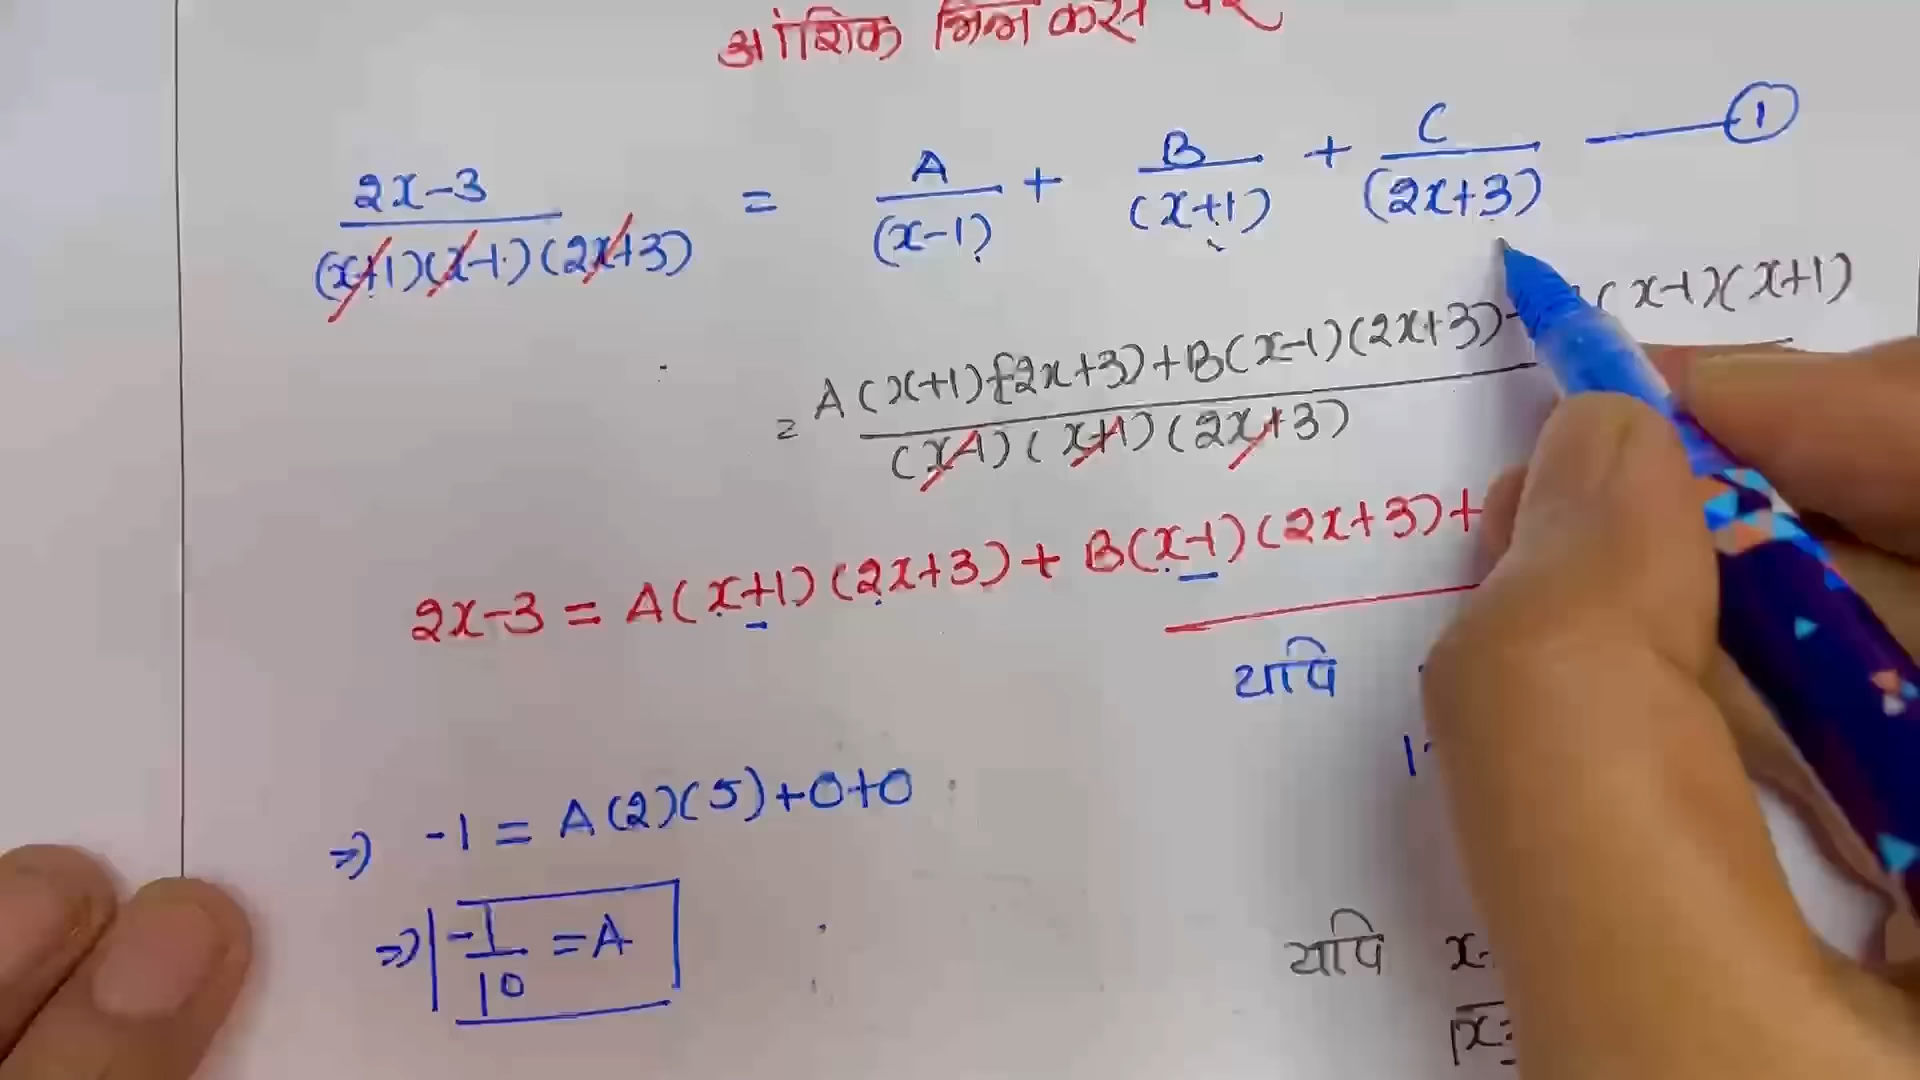 आंशिक भिन्न करने पर
2x-3 / (x+1)(x-1)(2x+3) = A/(x-1) + B/(x+1) + C/(2x+3) — 1
= A(x+1)(2x+3)+B(x-1)(2x+3)+ (x-1)(x+1) / (x-1)(x+1)(2x+3)
2x-3 = A(x+1)(2x+3) + B(x-1)(2x+3)+
यापि
1-
⇒ -1 = A(2)(5)+0+0
⇒ -1/10 = A
यापि x-
x=